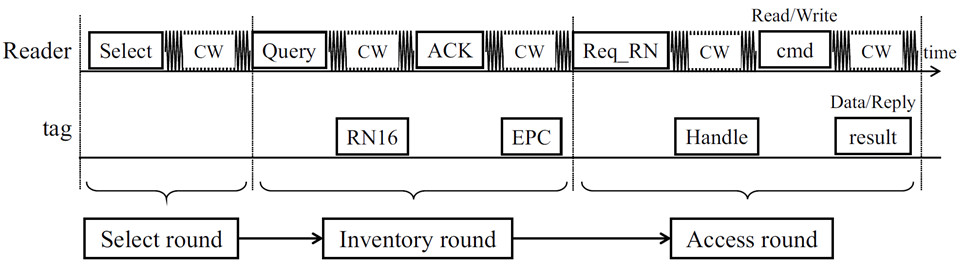 Read/Write
Reader Select CW Query CW ACK CW Req_RN CW cmd CW time
Data/Reply
tag RN16 EPC Handle result
Select round Inventory round Access round